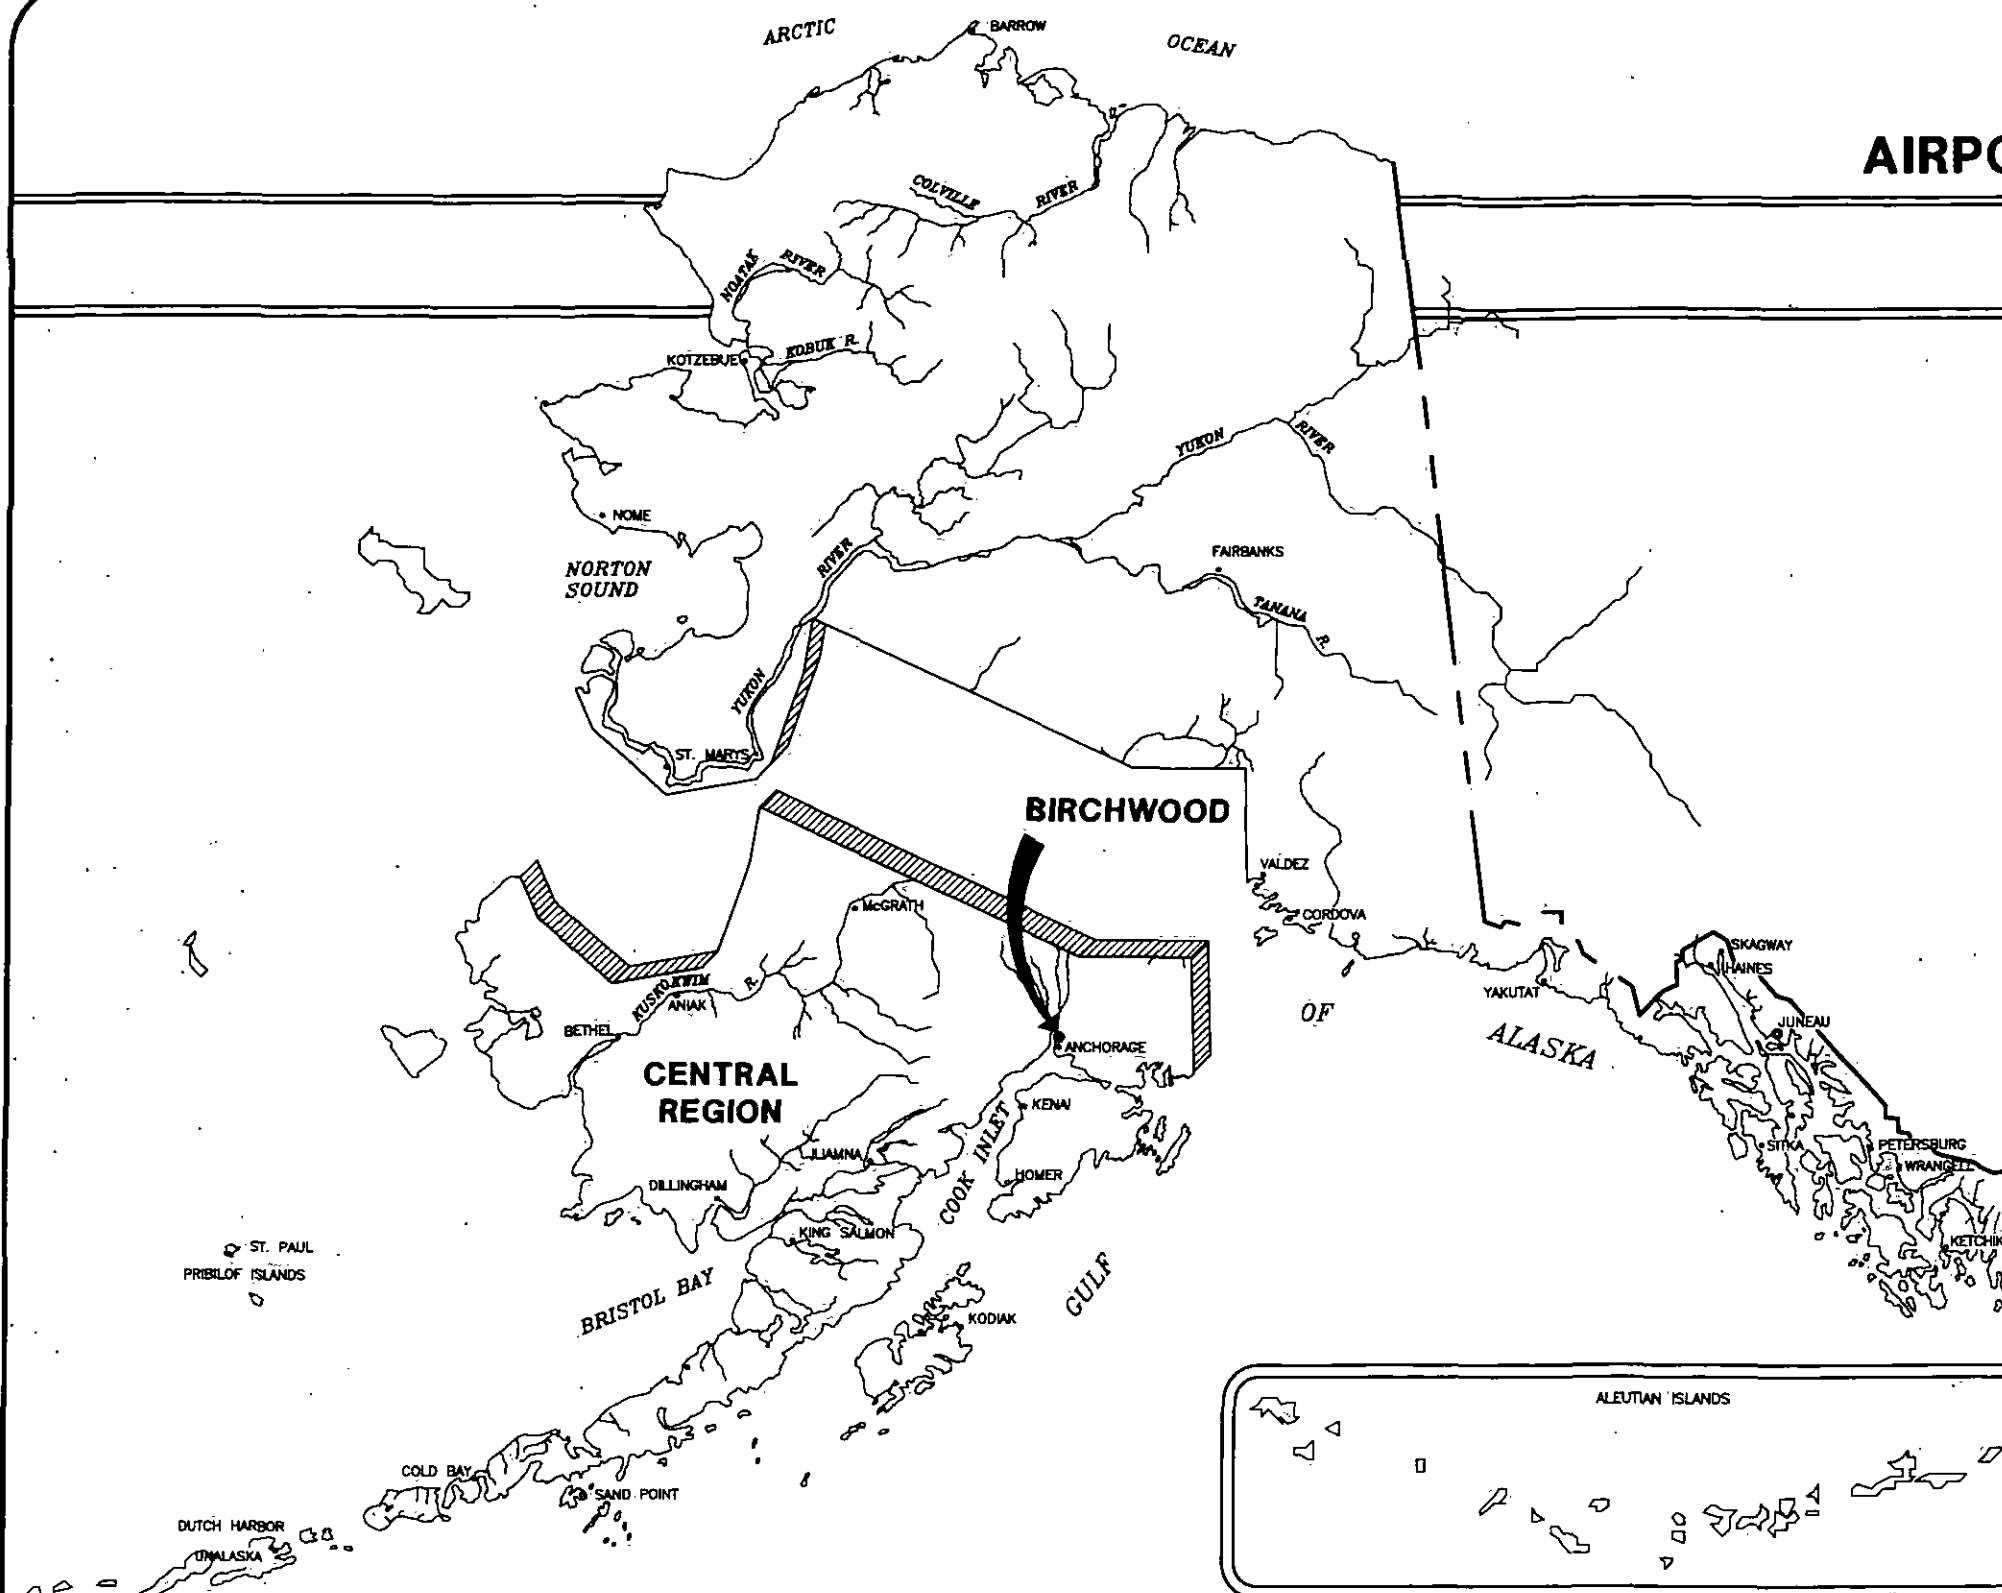 ARCTIC
BARROW
OCEAN
COLVILLE
RIVER
NOATAK
RIVER
KOTZEBUE
KOBUK R.
YUKON
RIVER
NOME
NORTON
SOUND
RIVER
FAIRBANKS
TANANA
R.
YUKON
ST. MARYS
BIRCHWOOD
VALDEZ
McGRATH
CORDOVA
SKAGWAY
HAINES
YAKUTAT
KUSKOKWIM
R.
ANIAK
BETHEL
OF
ALASKA
JUNEAU
ANCHORAGE
CENTRAL
REGION
KENAI
COOK INLET
SITKA
PETERSBURG
WRANGELL
ILIAMNA
HOMER
DILLINGHAM
KING SALMON
ST. PAUL
PRIBILOF ISLANDS
BRISTOL BAY
GULF
KODIAK
ALEUTIAN ISLANDS
COLD BAY
SAND POINT
DUTCH HARBOR
UNALASKA